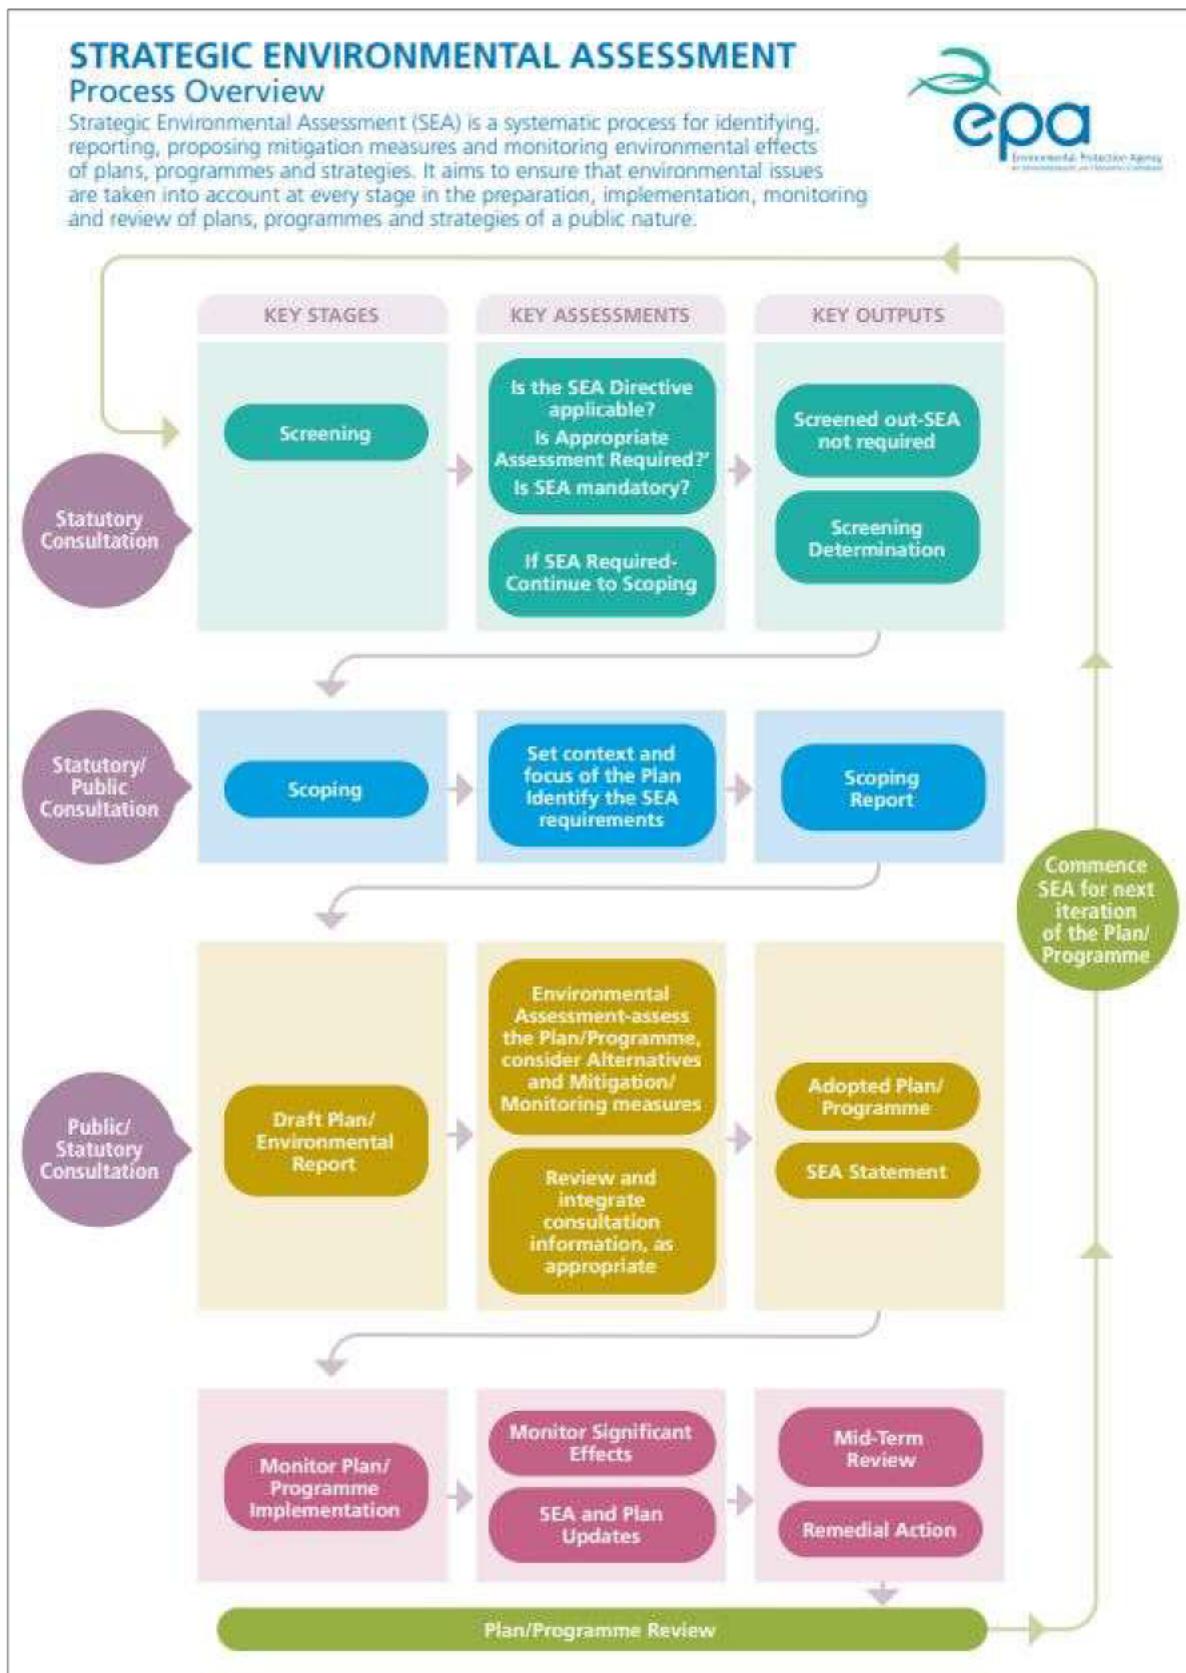 STRATEGIC ENVIRONMENTAL ASSESSMENT
Process Overview
Strategic Environmental Assessment (SEA) is a systematic process for identifying,
reporting, proposing mitigation measures and monitoring environmental effects
of plans, programmes and strategies. It aims to ensure that environmental issues
are taken into account at every stage in the preparation, implementation, monitoring
and review of plans, programmes and strategies of a public nature.
epa
Environmental Protection Agency
KEY STAGES
KEY ASSESSMENTS
KEY OUTPUTS
Statutory
Consultation
Screening
Is the SEA Directive
applicable?
Is Appropriate
Assessment Required?'
Is SEA mandatory?
If SEA Required-
Continue to Scoping
Screened out-SEA
not required
Screening
Determination
Statutory/
Public
Consultation
Scoping
Set context and
focus of the Plan
Identify the SEA
requirements
Scoping
Report
Commence
SEA for next
iteration
of the Plan/
Programme
Public/
Statutory
Consultation
Draft Plan/
Environmental
Report
Environmental
Assessment-assess
the Plan/Programme,
consider Alternatives
and Mitigation/
Monitoring measures
Review and
integrate
consultation
information, as
appropriate
Adopted Plan/
Programme
SEA Statement
Monitor Plan/
Programme
Implementation
Monitor Significant
Effects
SEA and Plan
Updates
Mid-Term
Review
Remedial Action
Plan/Programme Review